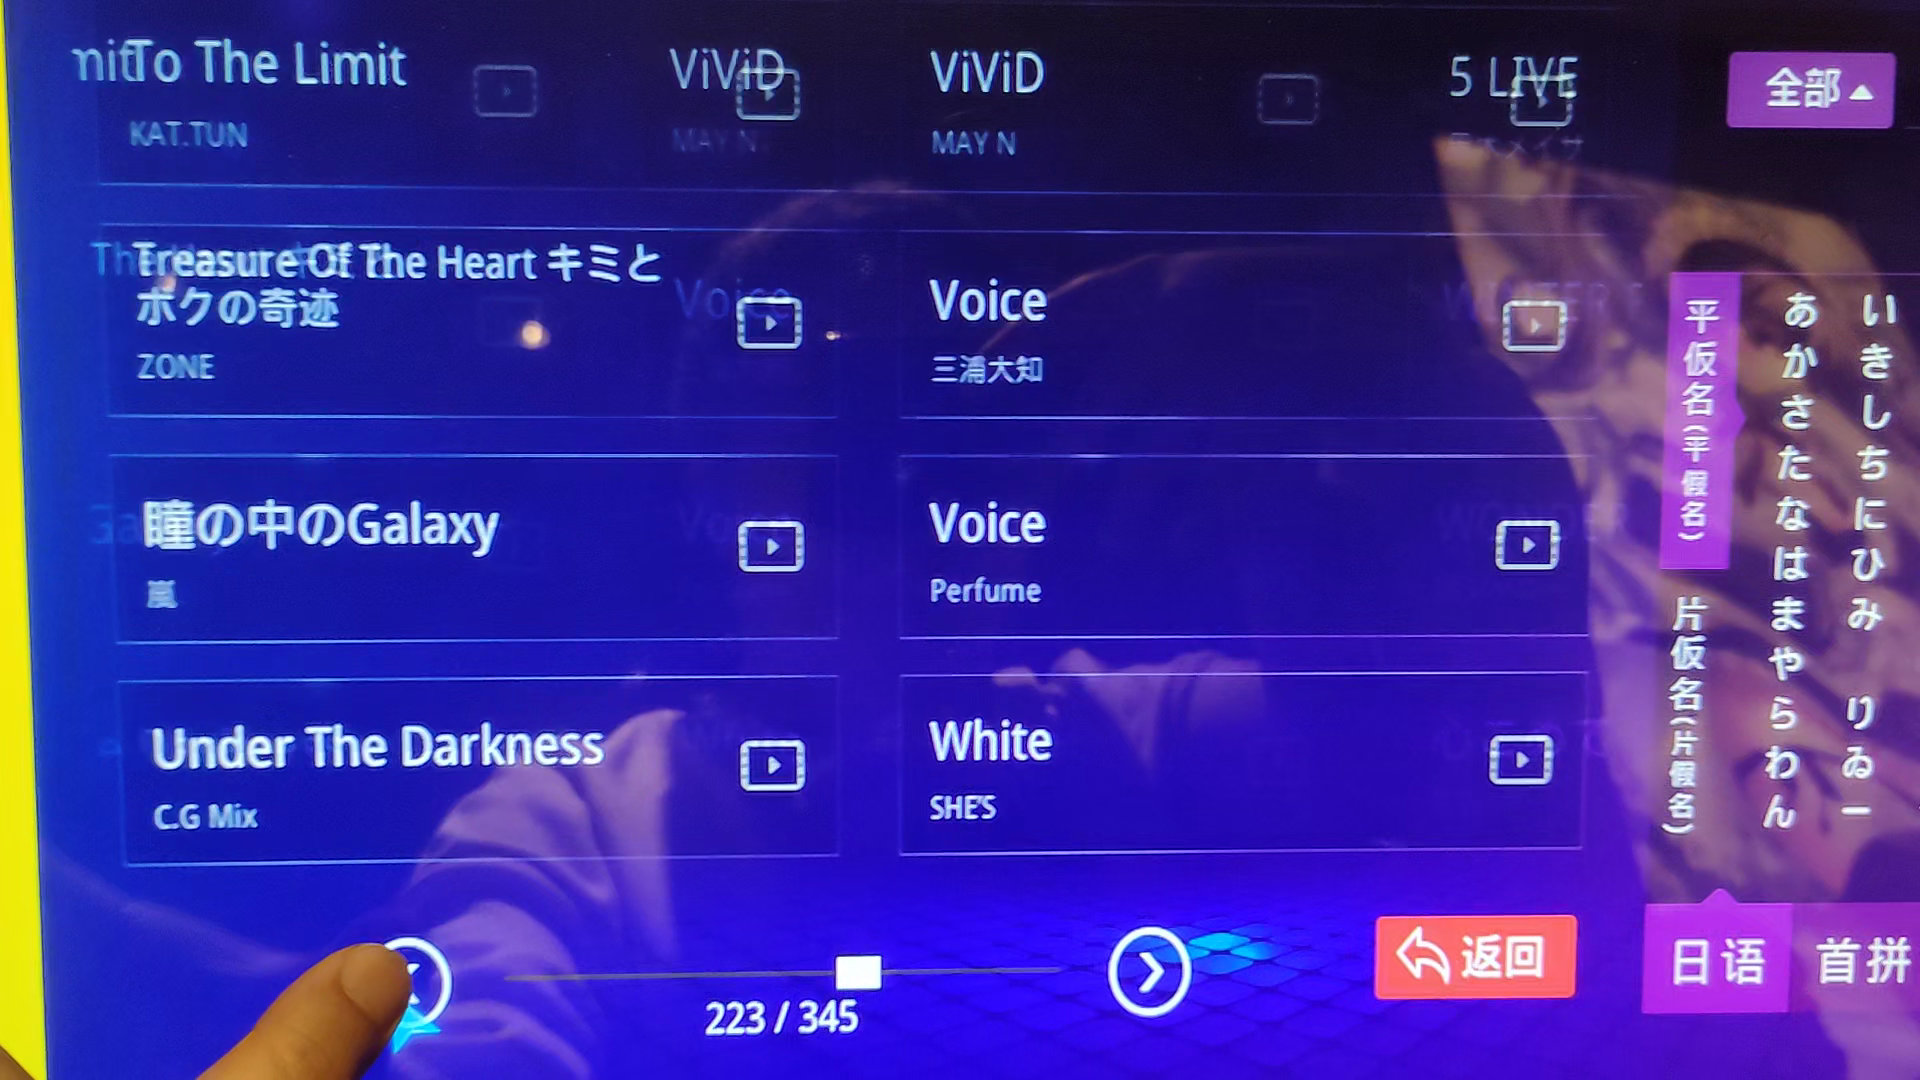 To The Limit
KAT.TUN
ViViD
ViViD
MAY N
MAY N
5 LIVE
全部
Treasure Of The Heart キミと
ボクの奇迹
ZONE
Voice
三浦大知
瞳の中のGalaxy
嵐
Voice
Perfume
Under The Darkness
C.G Mix
White
SHE'S
223 / 345
返回
平仮名(平假名)
片仮名(片假名)
あかさたなはまやらわん
いきしちにひみ りゐー
日语
首拼